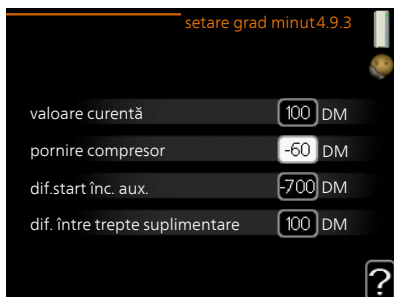 setare grad minut 4.9.3
valoare curentă 100 DM
pornire compresor -60 DM
dif.start înc. aux. -700 DM
dif. între trepte suplimentare 100 DM
?